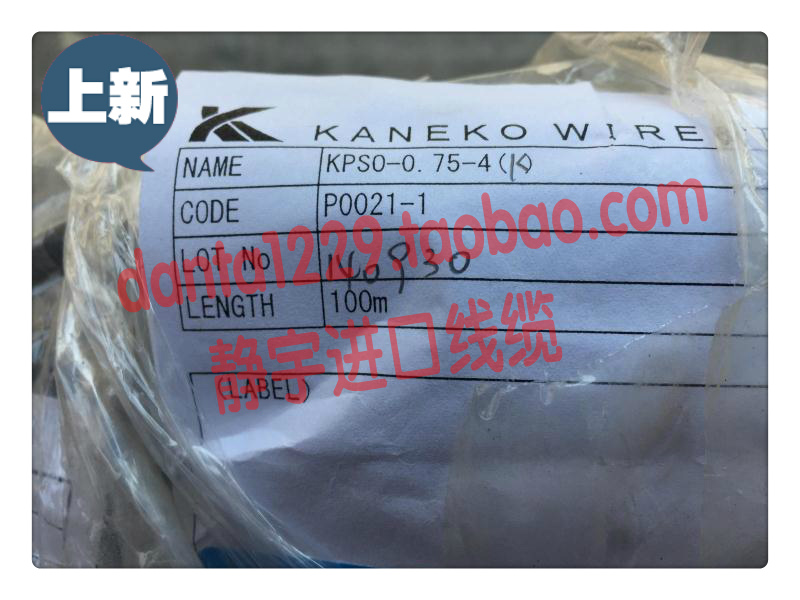 上新
KANEKO WIRE
NAME KPSO-0.75-4(K)
CODE P0021-1
LOT No 140930
LENGTH 100m
(LABEL)
danta1229.taobao.com
静宇进口线缆